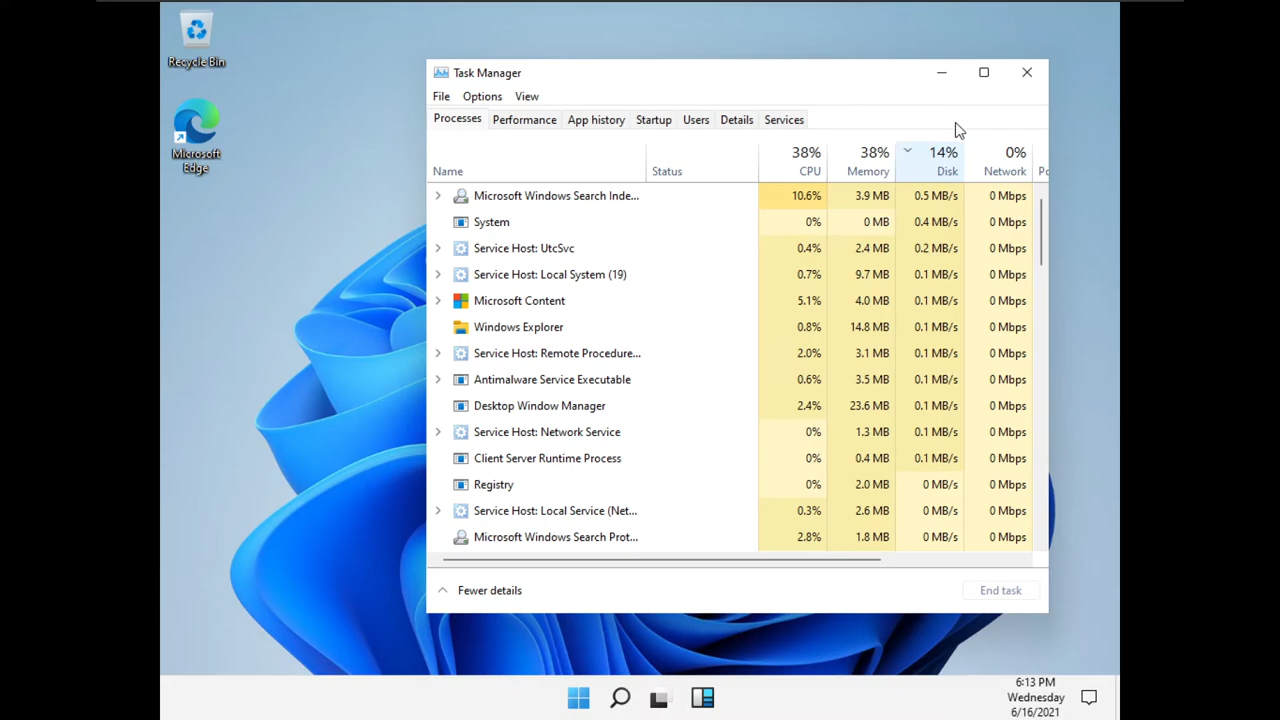 Recycle Bin
Microsoft
Edge
Task Manager
File Options View
Processes Performance App history Startup Users Details Services
38% 38% 14% 0%
Name Status CPU Memory Disk Network
Microsoft Windows Search Inde... 10.6% 3.9 MB 0.5 MB/s 0 Mbps
System 0% 0 MB 0.4 MB/s 0 Mbps
Service Host: UtcSvc 0.4% 2.4 MB 0.2 MB/s 0 Mbps
Service Host: Local System (19) 0.7% 9.7 MB 0.1 MB/s 0 Mbps
Microsoft Content 5.1% 4.0 MB 0.1 MB/s 0 Mbps
Windows Explorer 0.8% 14.8 MB 0.1 MB/s 0 Mbps
Service Host: Remote Procedure... 2.0% 3.1 MB 0.1 MB/s 0 Mbps
Antimalware Service Executable 0.6% 3.5 MB 0.1 MB/s 0 Mbps
Desktop Window Manager 2.4% 23.6 MB 0.1 MB/s 0 Mbps
Service Host: Network Service 0% 1.3 MB 0.1 MB/s 0 Mbps
Client Server Runtime Process 0% 0.4 MB 0.1 MB/s 0 Mbps
Registry 0% 2.0 MB 0 MB/s 0 Mbps
Service Host: Local Service (Net... 0.3% 2.6 MB 0 MB/s 0 Mbps
Microsoft Windows Search Prot... 2.8% 1.8 MB 0 MB/s 0 Mbps
Fewer details End task
6:13 PM
Wednesday
6/16/2021